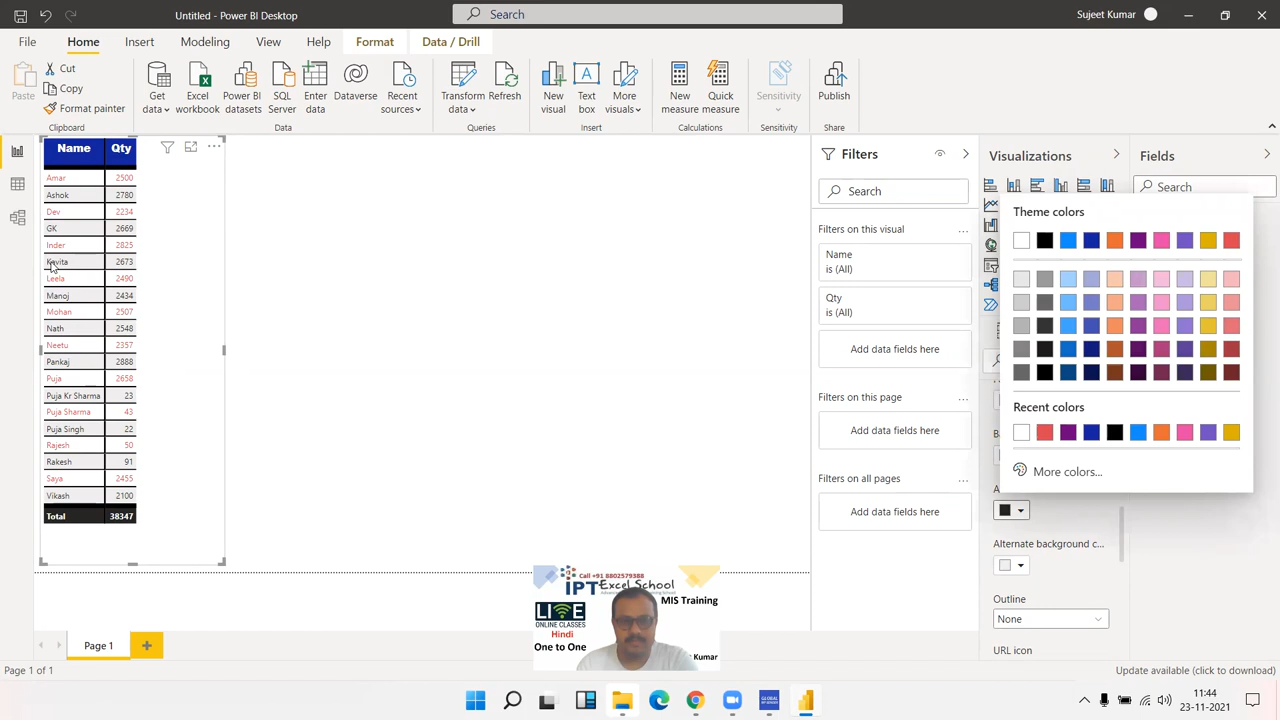 Untitled - Power BI Desktop
Search
Sujeet Kumar
File
Home
Insert
Modeling
View
Help
Format
Data / Drill
Paste
Cut
Copy
Format painter
Clipboard
Get data
Excel workbook
Power BI datasets
SQL Server
Enter data
Dataverse
Recent sources
Data
Transform data
Refresh
Queries
New visual
Text box
More visuals
Insert
New measure
Quick measure
Calculations
Sensitivity
Sensitivity
Publish
Share
Name Qty
Amar 2500
Ashok 2780
Dev 2234
GK 2669
Inder 2825
Kavita 2673
Leela 2490
Manoj 2434
Mohan 2507
Nath 2548
Neetu 2357
Pankaj 2888
Puja 2658
Puja Kr Sharma 23
Puja Sharma 43
Puja Singh 22
Rajesh 50
Rakesh 91
Saya 2455
Vikash 2100
Total 38347
Filters
Search
Filters on this visual
Name
is (All)
Qty
is (All)
Add data fields here
Filters on this page
Add data fields here
Filters on all pages
Add data fields here
Visualizations
Fields
Search
Theme colors
Recent colors
More colors...
Alternate background c...
Outline
None
URL icon
Call +91 8802579388
IPT Excel School
MIS Training
LIVE
ONLINE CLASSES
Hindi
One to One
Kumar
Page 1
Page 1 of 1
Update available (click to download)
11:44
23-11-2021